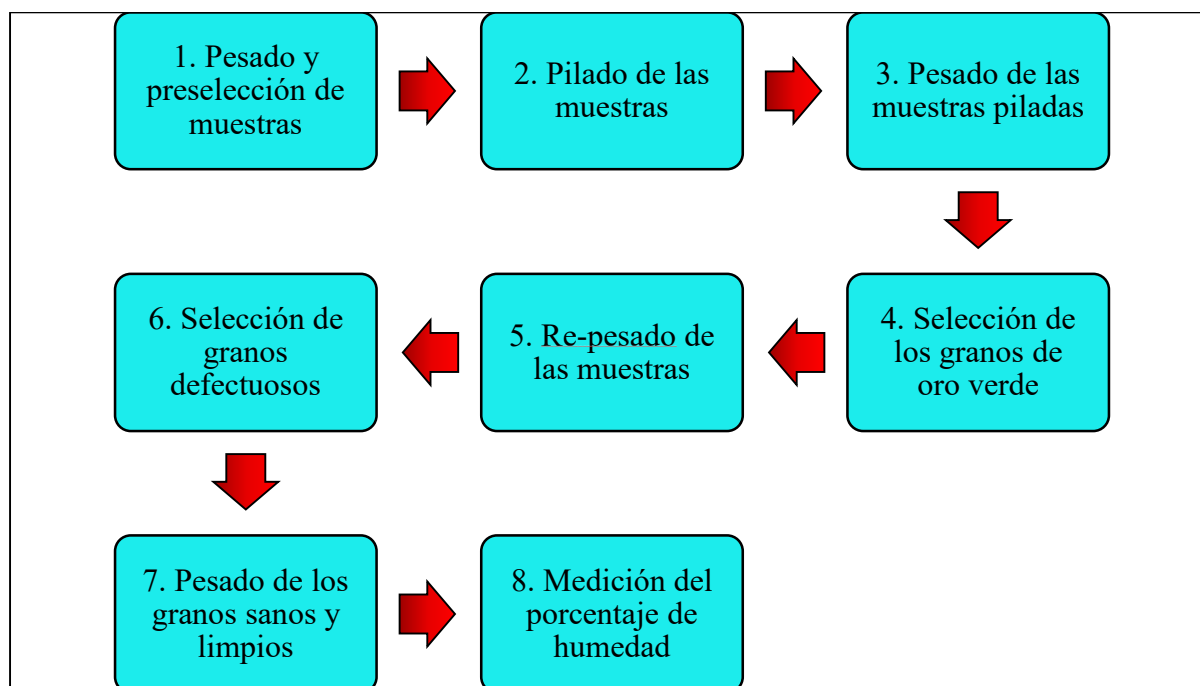 1. Pesado y
preselección de
muestras
2. Pilado de las
muestras
3. Pesado de las
muestras piladas
4. Selección de
los granos de
oro verde
5. Re-pesado de
las muestras
6. Selección de
granos
defectuosos
7. Pesado de los
granos sanos y
limpios
8. Medición del
porcentaje de
humedad